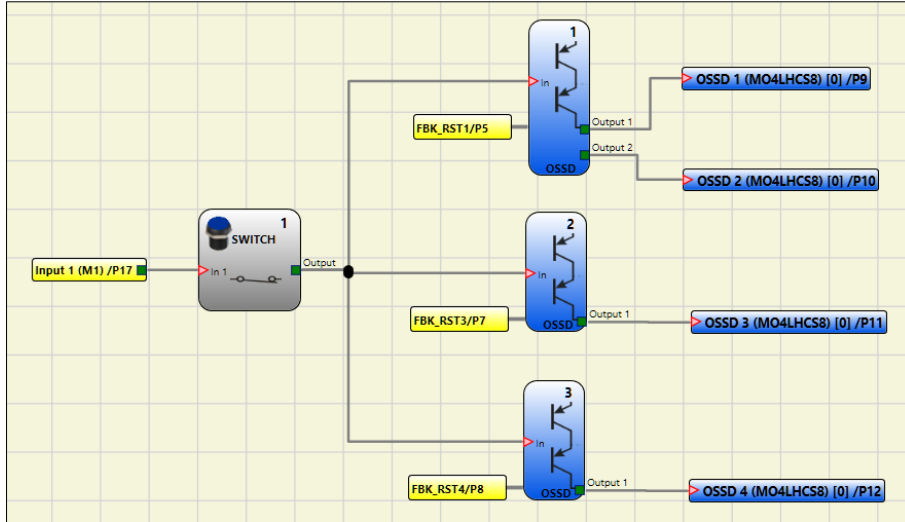 1
In
OSSD 1 (MO4LHCS8) [0] /P9
FBK_RST1/P5
Output 1
Output 2
OSSD
OSSD 2 (MO4LHCS8) [0] /P10
1
SWITCH
Input 1 (M1) /P17
In 1
Output
2
In
FBK_RST3/P7
Output 1
OSSD
OSSD 3 (MO4LHCS8) [0] /P11
3
In
FBK_RST4/P8
Output 1
OSSD
OSSD 4 (MO4LHCS8) [0] /P12